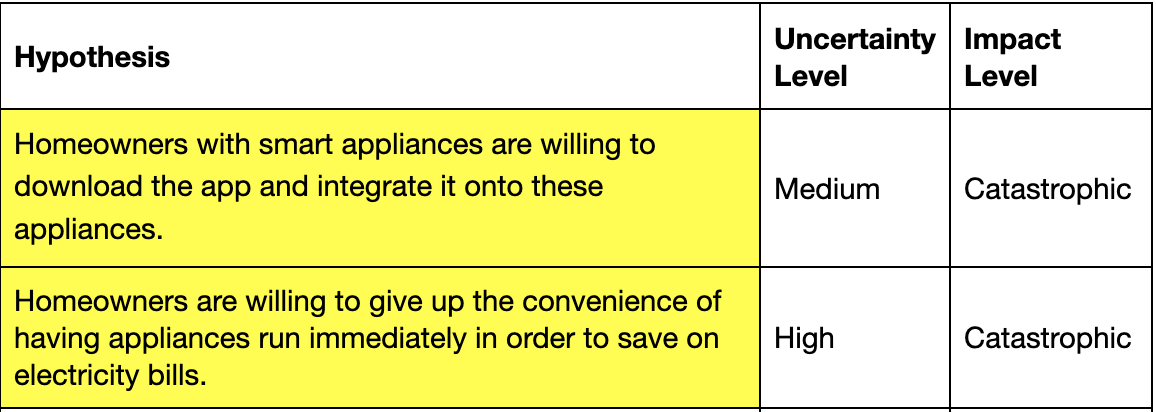 Hypothesis
Uncertainty
Level
Impact
Level
Homeowners with smart appliances are willing to
download the app and integrate it onto these
appliances.
Medium
Catastrophic
Homeowners are willing to give up the convenience of
having appliances run immediately in order to save on
electricity bills.
High
Catastrophic